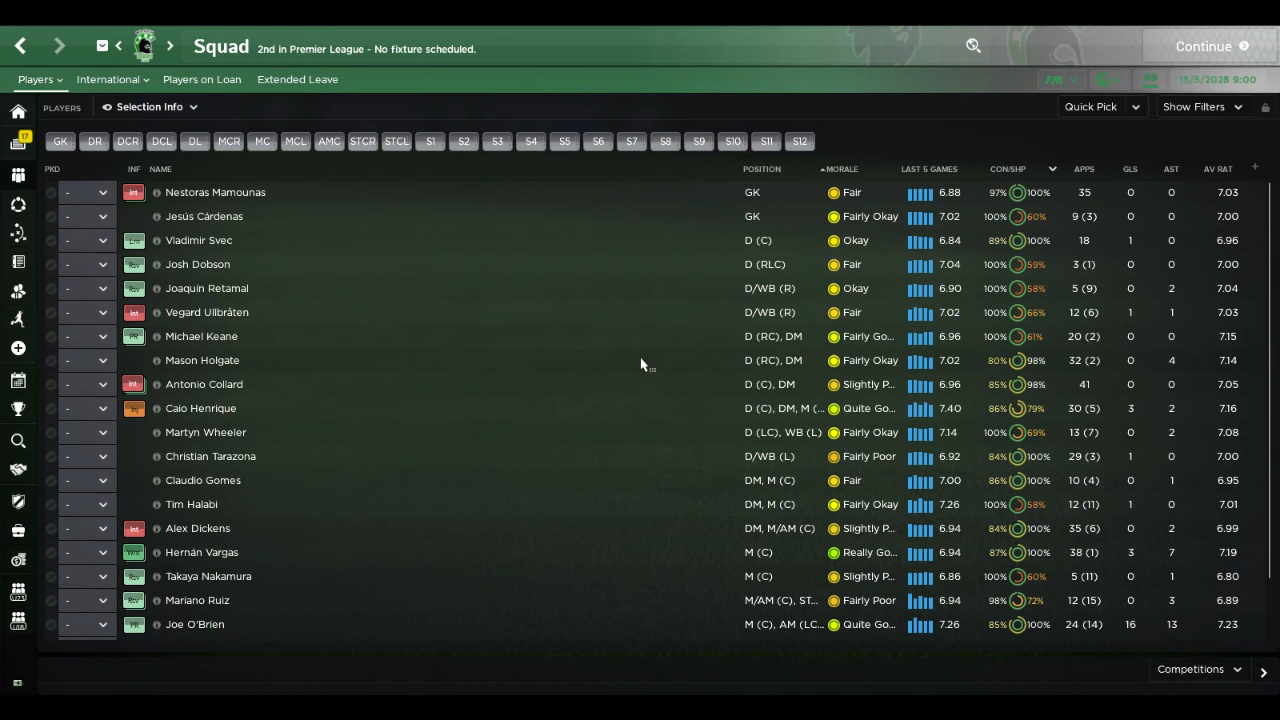 Squad 2nd in Premier League - No fixture scheduled. Continue
Players International Players on Loan Extended Leave 15/5/2028 9:00
17
PLAYERS Selection Info Quick Pick Show Filters
GK DR DCR DCL DL MCR MC MCL AMC STCR STCL S1 S2 S3 S4 S5 S6 S7 S8 S9 S10 S11 S12
PKD INF NAME POSITION MORALE LAST 5 GAMES CON/SHP APPS GLS AST AV RAT
- Int Nestoras Mamounas GK Fair 6.88 97% 100% 35 0 0 7.03
- Jesús Cárdenas GK Fairly Okay 7.02 100% 60% 9 (3) 0 0 7.00
- Lrn Vladimir Svec D (C) Okay 6.84 89% 100% 18 1 0 6.96
- Rsv Josh Dobson D (RLC) Fair 7.04 100% 59% 3 (1) 0 0 7.00
- Rsv Joaquín Retamal D/WB (R) Okay 6.90 100% 58% 5 (9) 0 2 7.04
- Int Vegard Ullbråten D/WB (R) Fair 7.02 100% 66% 12 (6) 1 1 7.03
- PR Michael Keane D (RC), DM Fairly Go... 6.96 100% 61% 20 (2) 0 0 7.15
- Mason Holgate D (RC), DM Fairly Okay 7.02 80% 98% 32 (2) 0 4 7.14
- Int Antonio Collard D (C), DM Slightly P... 6.96 85% 98% 41 0 0 7.05
- Inj Caio Henrique D (C), DM, M (... Quite Go... 7.40 86% 79% 30 (5) 3 2 7.16
- Martyn Wheeler D (LC), WB (L) Fairly Okay 7.14 100% 69% 13 (7) 0 2 7.08
- Christian Tarazona D/WB (L) Fairly Poor 6.92 84% 100% 29 (3) 1 0 7.00
- Claudio Gomes DM, M (C) Fair 7.00 86% 100% 10 (4) 0 1 6.95
- Tim Halabi DM, M (C) Fairly Okay 7.26 100% 58% 12 (11) 1 0 7.01
- Int Alex Dickens DM, M/AM (C) Slightly P... 6.94 84% 100% 35 (6) 0 2 6.99
- Wnt Hernán Vargas M (C) Really Go... 6.94 87% 100% 38 (1) 3 7 7.19
- Rsv Takaya Nakamura M (C) Slightly P... 6.86 100% 60% 5 (11) 0 1 6.80
- Rsv Mariano Ruiz M/AM (C), ST... Fairly Poor 6.94 98% 72% 12 (15) 0 3 6.89
- PR Joe O'Brien M (C), AM (LC... Quite Go... 7.26 85% 100% 24 (14) 16 13 7.23
Competitions